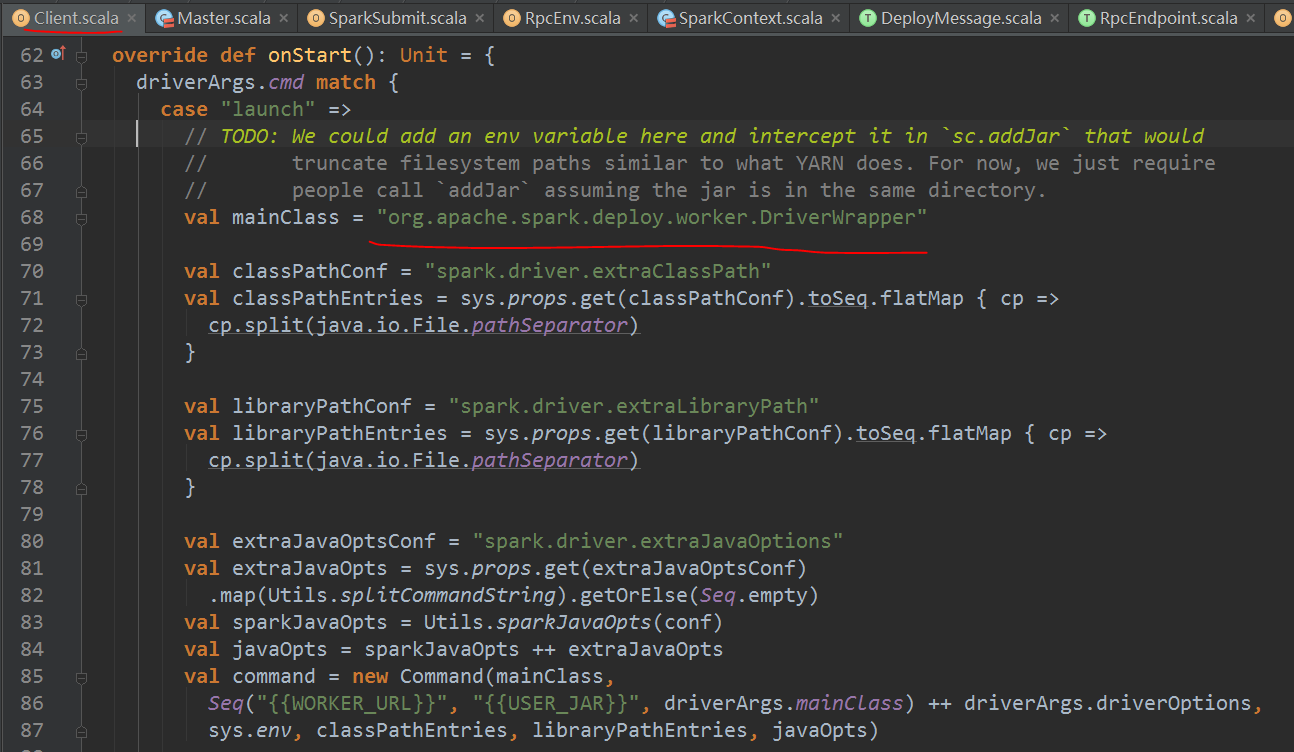 Client.scala × Master.scala × SparkSubmit.scala × RpcEnv.scala × SparkContext.scala × DeployMessage.scala × RpcEndpoint.scala ×
62 override def onStart(): Unit = {
63 driverArgs.cmd match {
64 case "launch" =>
65 // TODO: We could add an env variable here and intercept it in `sc.addJar` that would
66 // truncate filesystem paths similar to what YARN does. For now, we just require
67 // people call `addJar` assuming the jar is in the same directory.
68 val mainClass = "org.apache.spark.deploy.worker.DriverWrapper"
69
70 val classPathConf = "spark.driver.extraClassPath"
71 val classPathEntries = sys.props.get(classPathConf).toSeq.flatMap { cp =>
72 cp.split(java.io.File.pathSeparator)
73 }
74
75 val libraryPathConf = "spark.driver.extraLibraryPath"
76 val libraryPathEntries = sys.props.get(libraryPathConf).toSeq.flatMap { cp =>
77 cp.split(java.io.File.pathSeparator)
78 }
79
80 val extraJavaOptsConf = "spark.driver.extraJavaOptions"
81 val extraJavaOpts = sys.props.get(extraJavaOptsConf)
82 .map(Utils.splitCommandString).getOrElse(Seq.empty)
83 val sparkJavaOpts = Utils.sparkJavaOpts(conf)
84 val javaOpts = sparkJavaOpts ++ extraJavaOpts
85 val command = new Command(mainClass,
86 Seq("{{WORKER_URL}}", "{{USER_JAR}}", driverArgs.mainClass) ++ driverArgs.driverOptions,
87 sys.env, classPathEntries, libraryPathEntries, javaOpts)